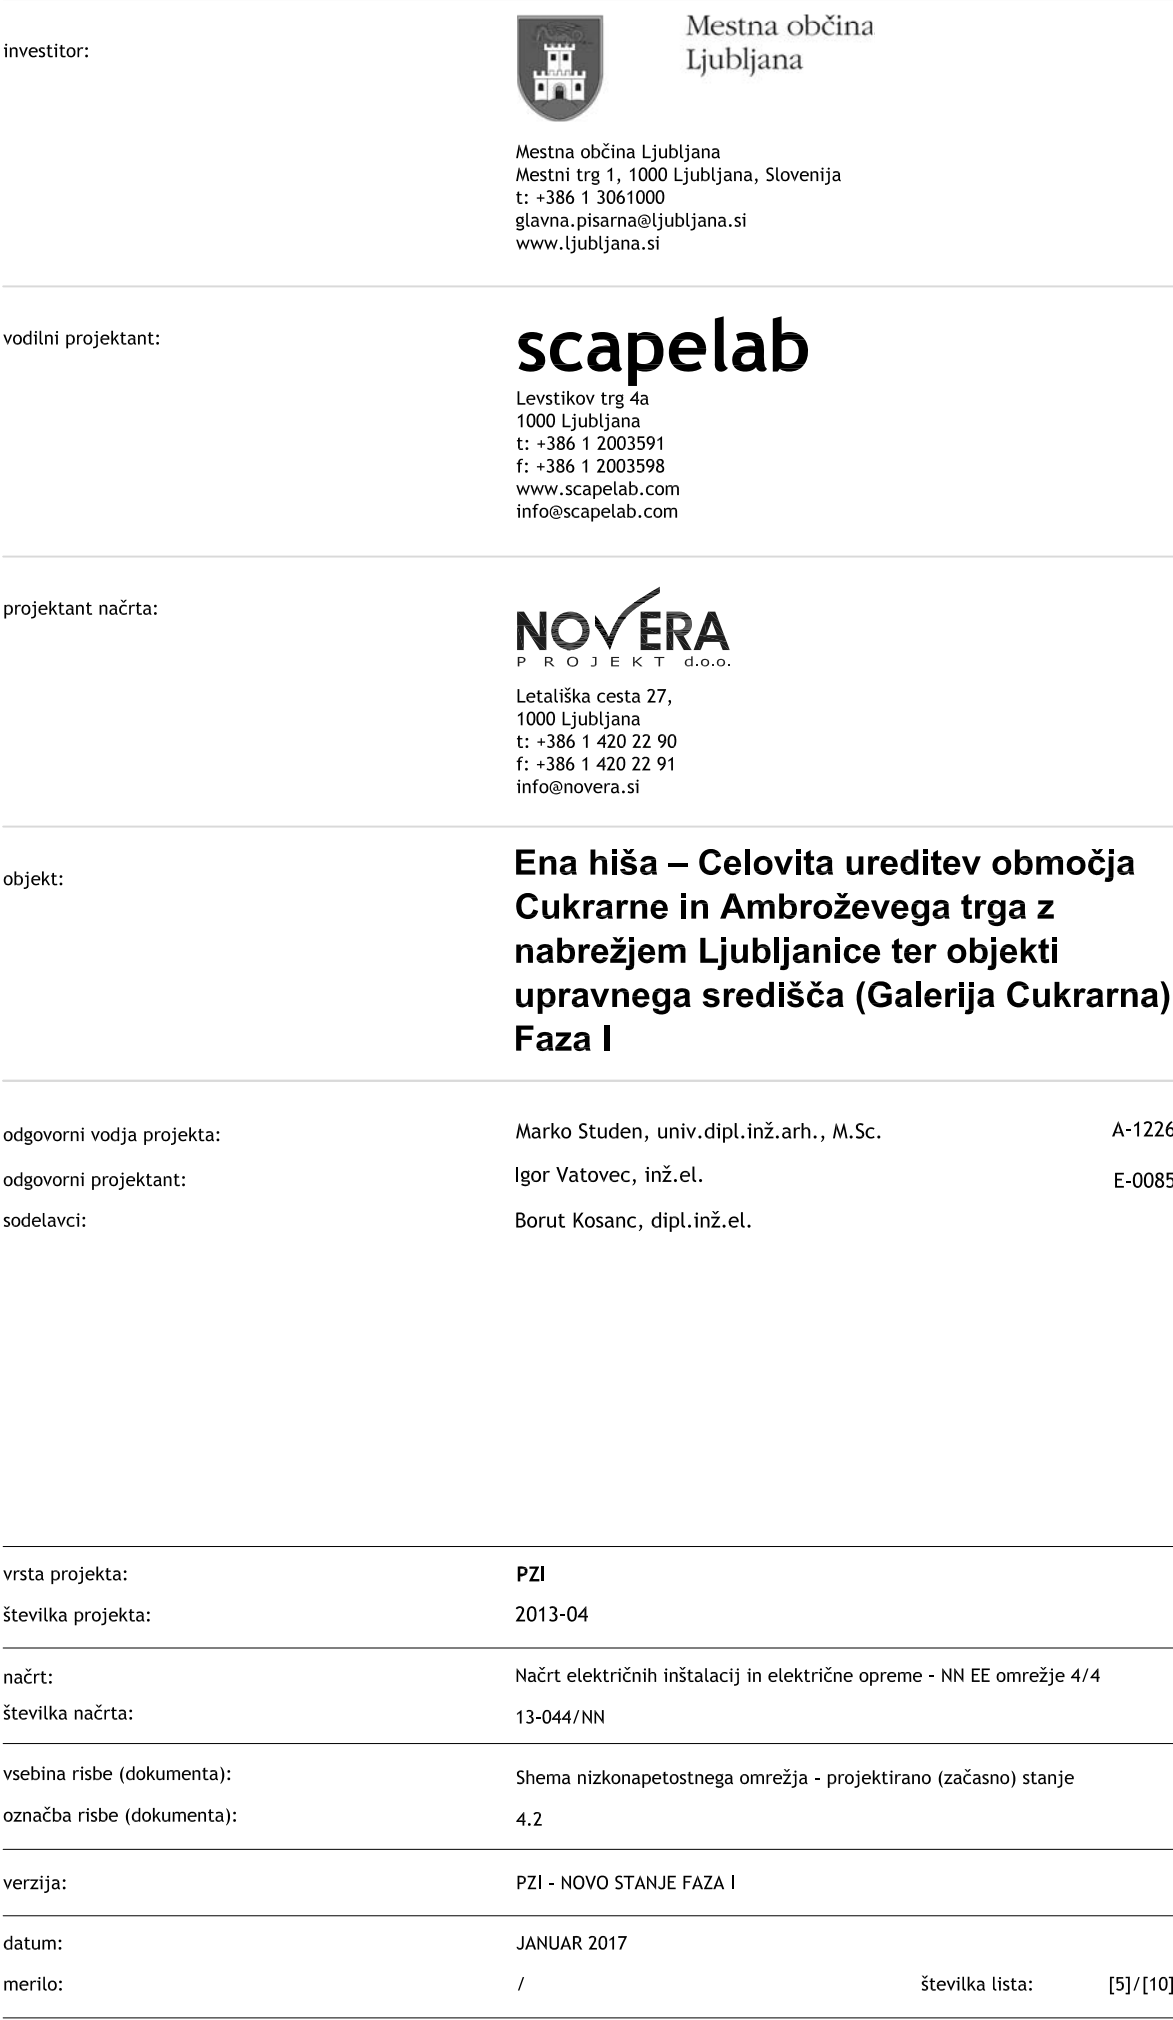 investitor:
Mestna občina
Ljubljana
Mestna občina Ljubljana
Mestni trg 1, 1000 Ljubljana, Slovenija
t: +386 1 3061000
glavna.pisarna@ljubljana.si
www.ljubljana.si
vodilni projektant:
scapelab
Levstikov trg 4a
1000 Ljubljana
t: +386 1 2003591
f: +386 1 2003598
www.scapelab.com
info@scapelab.com
projektant načrta:
NOVERA
PROJEKT d.o.o.
Letališka cesta 27,
1000 Ljubljana
t: +386 1 420 22 90
f: +386 1 420 22 91
info@novera.si
objekt:
Ena hiša – Celovita ureditev območja
Cukrarne in Ambroževega trga z
nabrežjem Ljubljanice ter objekti
upravnega središča (Galerija Cukrarna)
Faza I
odgovorni vodja projekta: Marko Studen, univ.dipl.inž.arh., M.Sc. A-1226
odgovorni projektant: Igor Vatovec, inž.el. E-0085
sodelavci: Borut Kosanc, dipl.inž.el.
vrsta projekta: PZI
številka projekta: 2013-04
načrt: Načrt električnih inštalacij in električne opreme - NN EE omrežje 4/4
številka načrta: 13-044/NN
vsebina risbe (dokumenta): Shema nizkonapetostnega omrežja - projektirano (začasno) stanje
označba risbe (dokumenta): 4.2
verzija: PZI - NOVO STANJE FAZA I
datum: JANUAR 2017
merilo: / številka lista: [5]/[10]